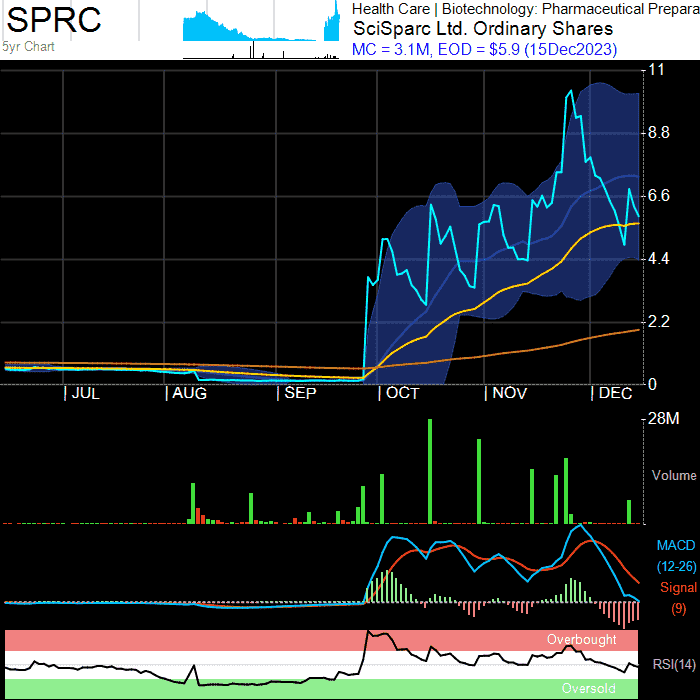 SPRC
5yr Chart
Health Care | Biotechnology: Pharmaceutical Prepara
SciSparc Ltd. Ordinary Shares
MC = 3.1M, EOD = $5.9 (15Dec2023)
11
8.8
6.6
4.4
2.2
0
JUL AUG SEP OCT NOV DEC
28M
Volume
MACD
(12-26)
Signal
(9)
Overbought
RSI(14)
Oversold